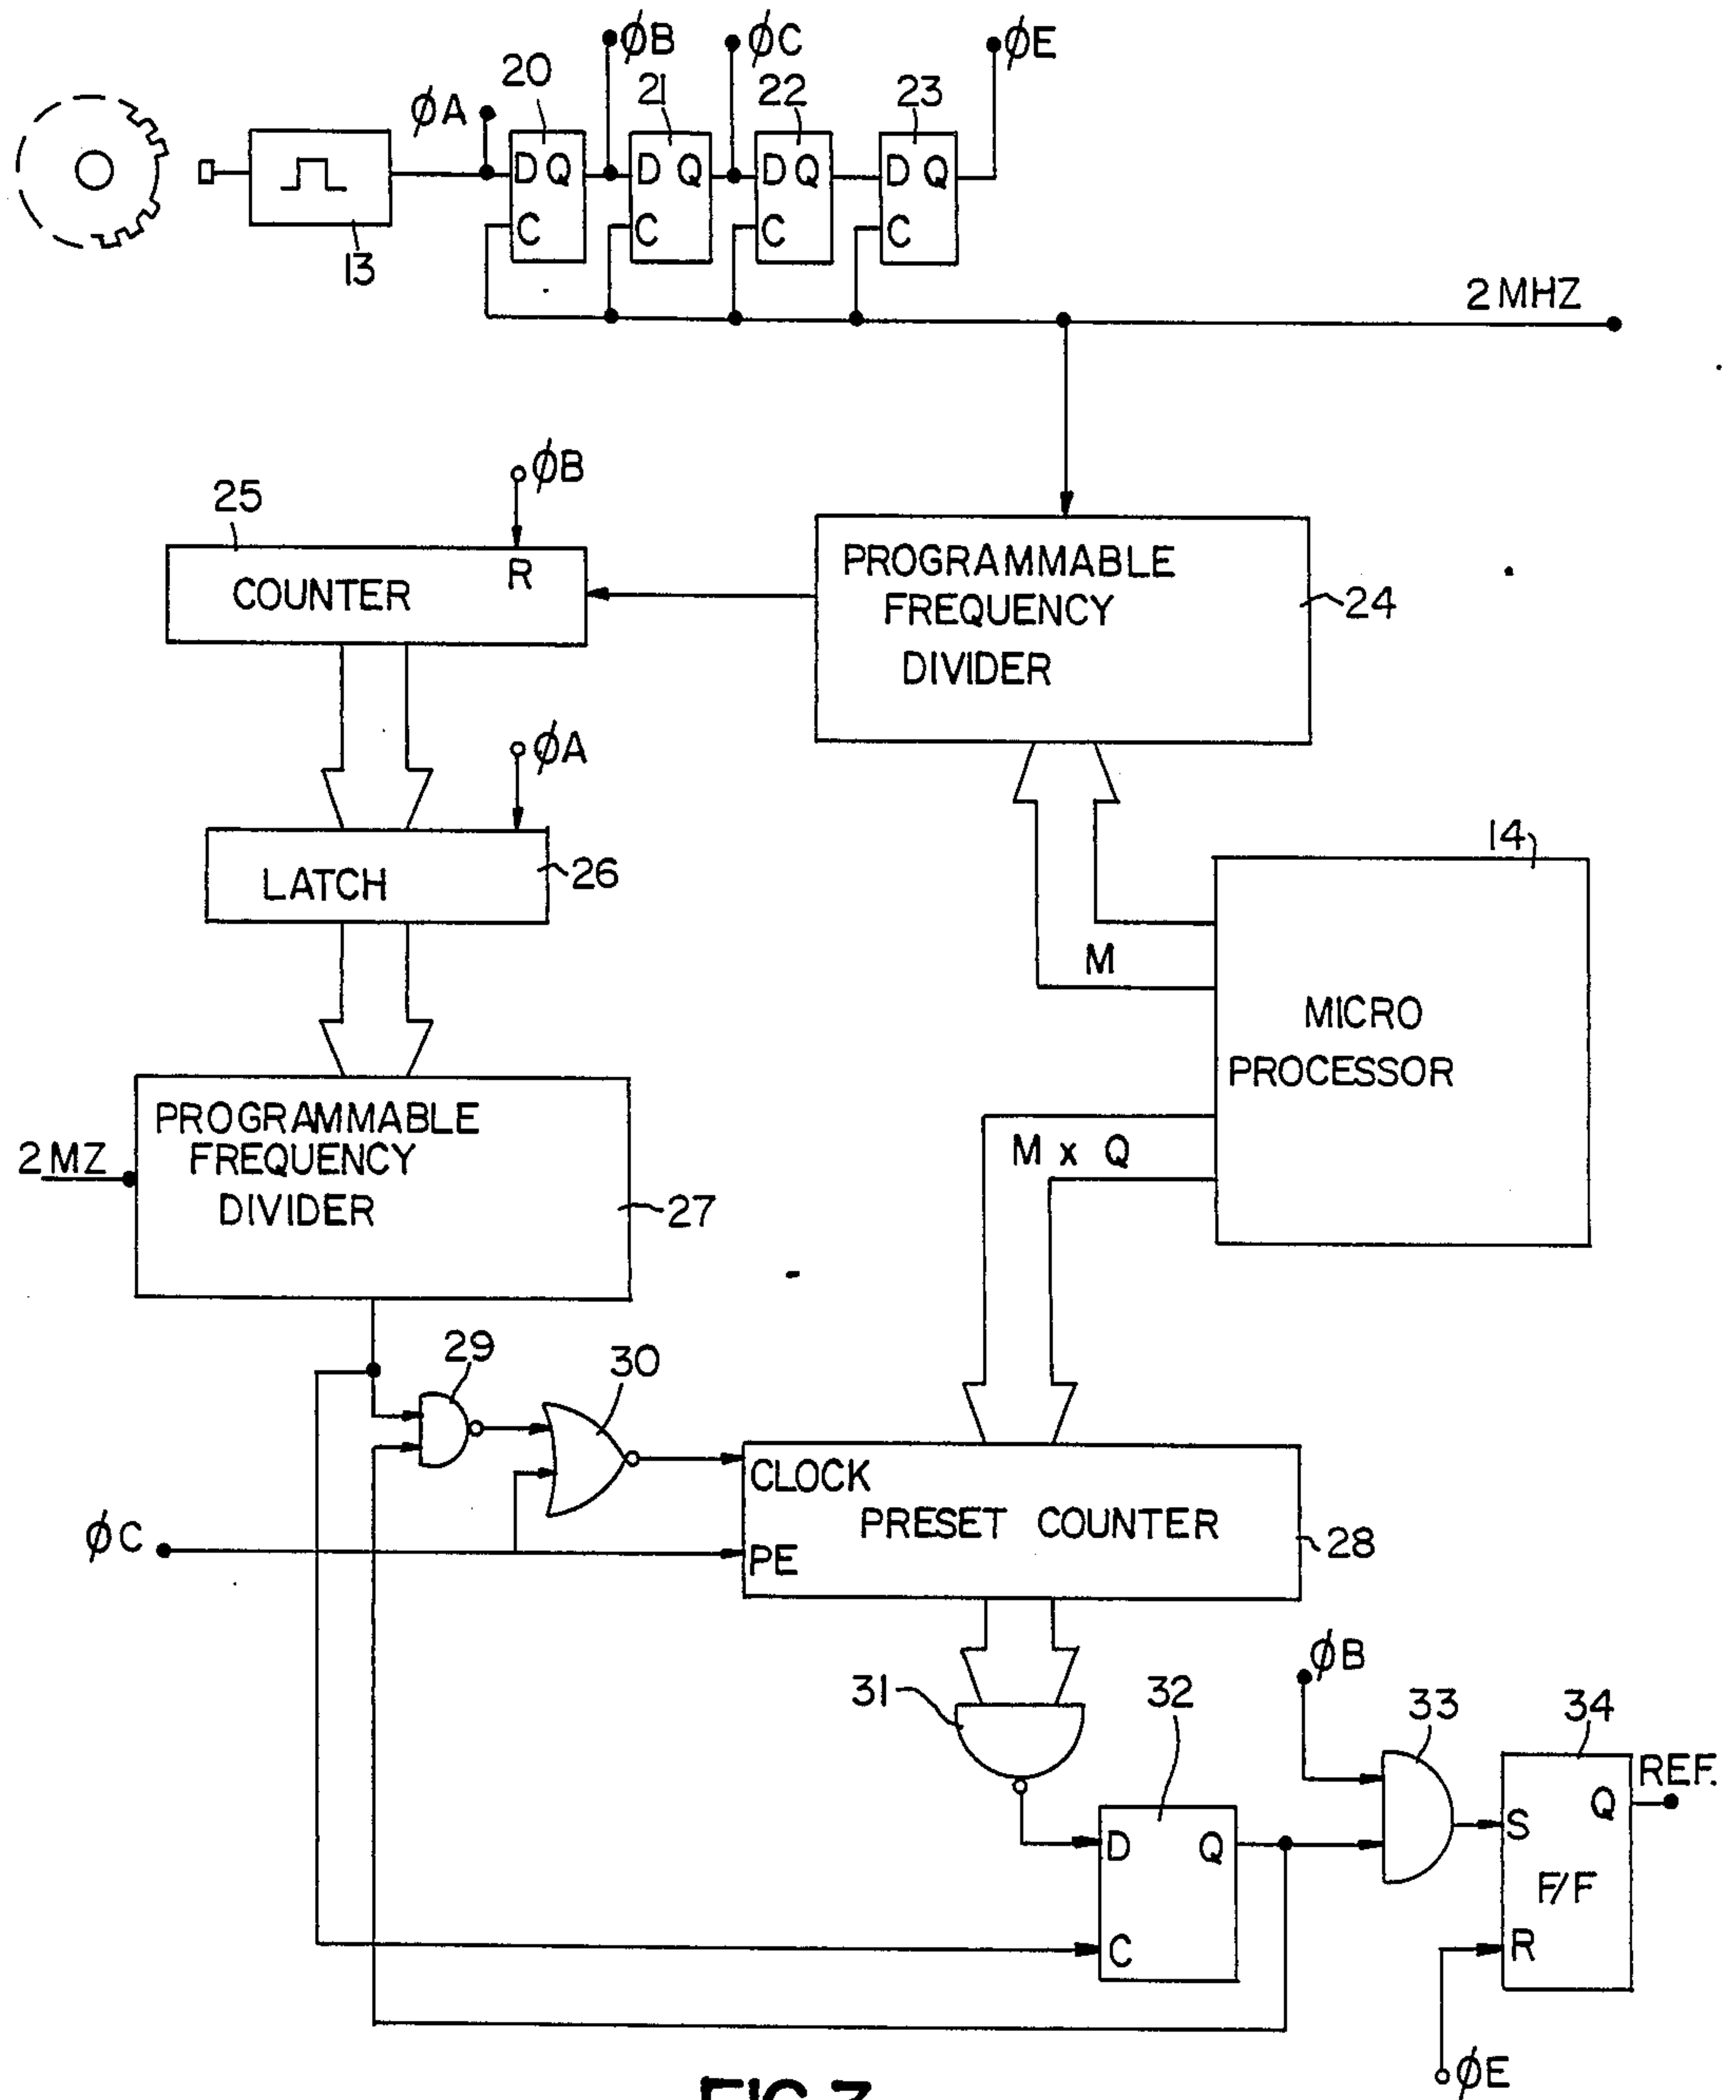 φB
φC
φE
20
21
22
23
φA
D Q
D Q
D Q
D Q
C
C
C
C
13
2 MHZ
φB
25
R
COUNTER
PROGRAMMABLE
FREQUENCY
DIVIDER
24
φA
LATCH
26
14
M
MICRO
PROCESSOR
PROGRAMMABLE
FREQUENCY
DIVIDER
2 MZ
27
M x Q
29
30
CLOCK
PRESET COUNTER
φC
PE
28
31
32
φB
33
34
REF.
D Q
S
Q
F/F
C
R
φE